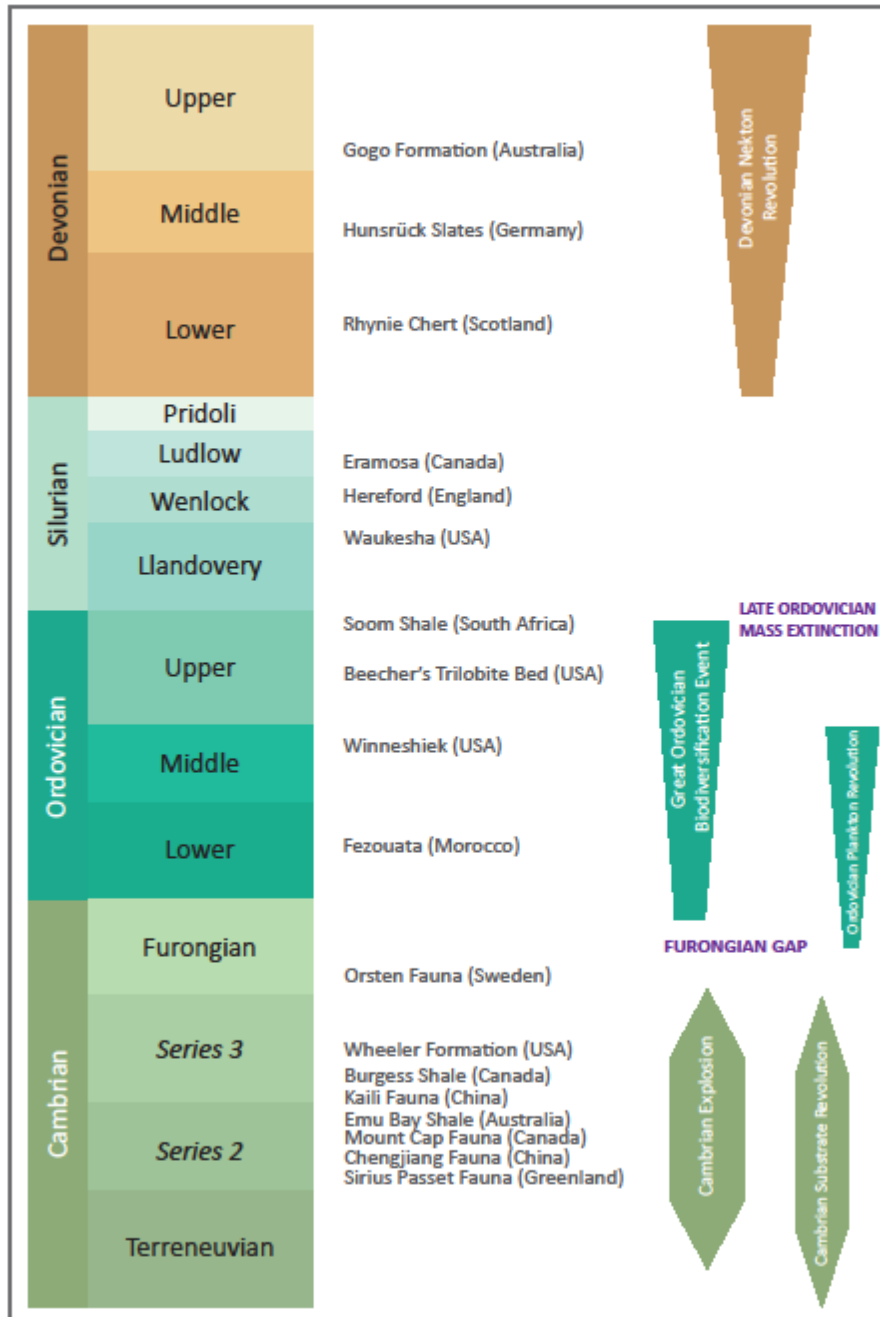 Devonian
Upper
Middle
Lower
Silurian
Pridoli
Ludlow
Wenlock
Llandovery
Ordovician
Upper
Middle
Lower
Cambrian
Furongian
Series 3
Series 2
Terreneuvian
Gogo Formation (Australia)
Hunsrück Slates (Germany)
Rhynie Chert (Scotland)
Eramosa (Canada)
Hereford (England)
Waukesha (USA)
Soom Shale (South Africa)
Beecher's Trilobite Bed (USA)
Winneshiek (USA)
Fezouata (Morocco)
Orsten Fauna (Sweden)
Wheeler Formation (USA)
Burgess Shale (Canada)
Kaili Fauna (China)
Emu Bay Shale (Australia)
Mount Cap Fauna (Canada)
Chengjiang Fauna (China)
Sirius Passet Fauna (Greenland)
Devonian Nekton
Revolution
LATE ORDOVICIAN
MASS EXTINCTION
Great Ordovician
Biodiversification Event
Ordovician Plankton Revolution
FURONGIAN GAP
Cambrian Explosion
Cambrian Substrate Revolution